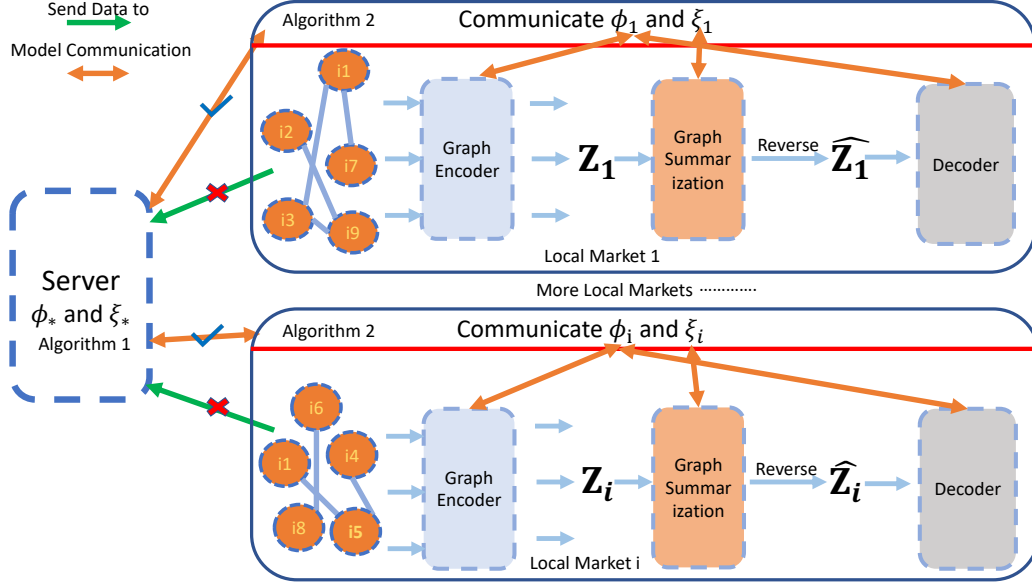 Send Data to
Model Communication
Server
ϕ* and ξ*
Algorithm 1
Algorithm 2
Communicate ϕ1 and ξ1
i1
i2
i7
i3
i9
Graph
Encoder
Z1
Graph
Summar
ization
Reverse
Z1^
Decoder
Local Market 1
More Local Markets ············
Algorithm 2
Communicate ϕi and ξi
i6
i4
i1
i8
i5
Graph
Encoder
Zi
Graph
Summar
ization
Reverse
Zi^
Decoder
Local Market i